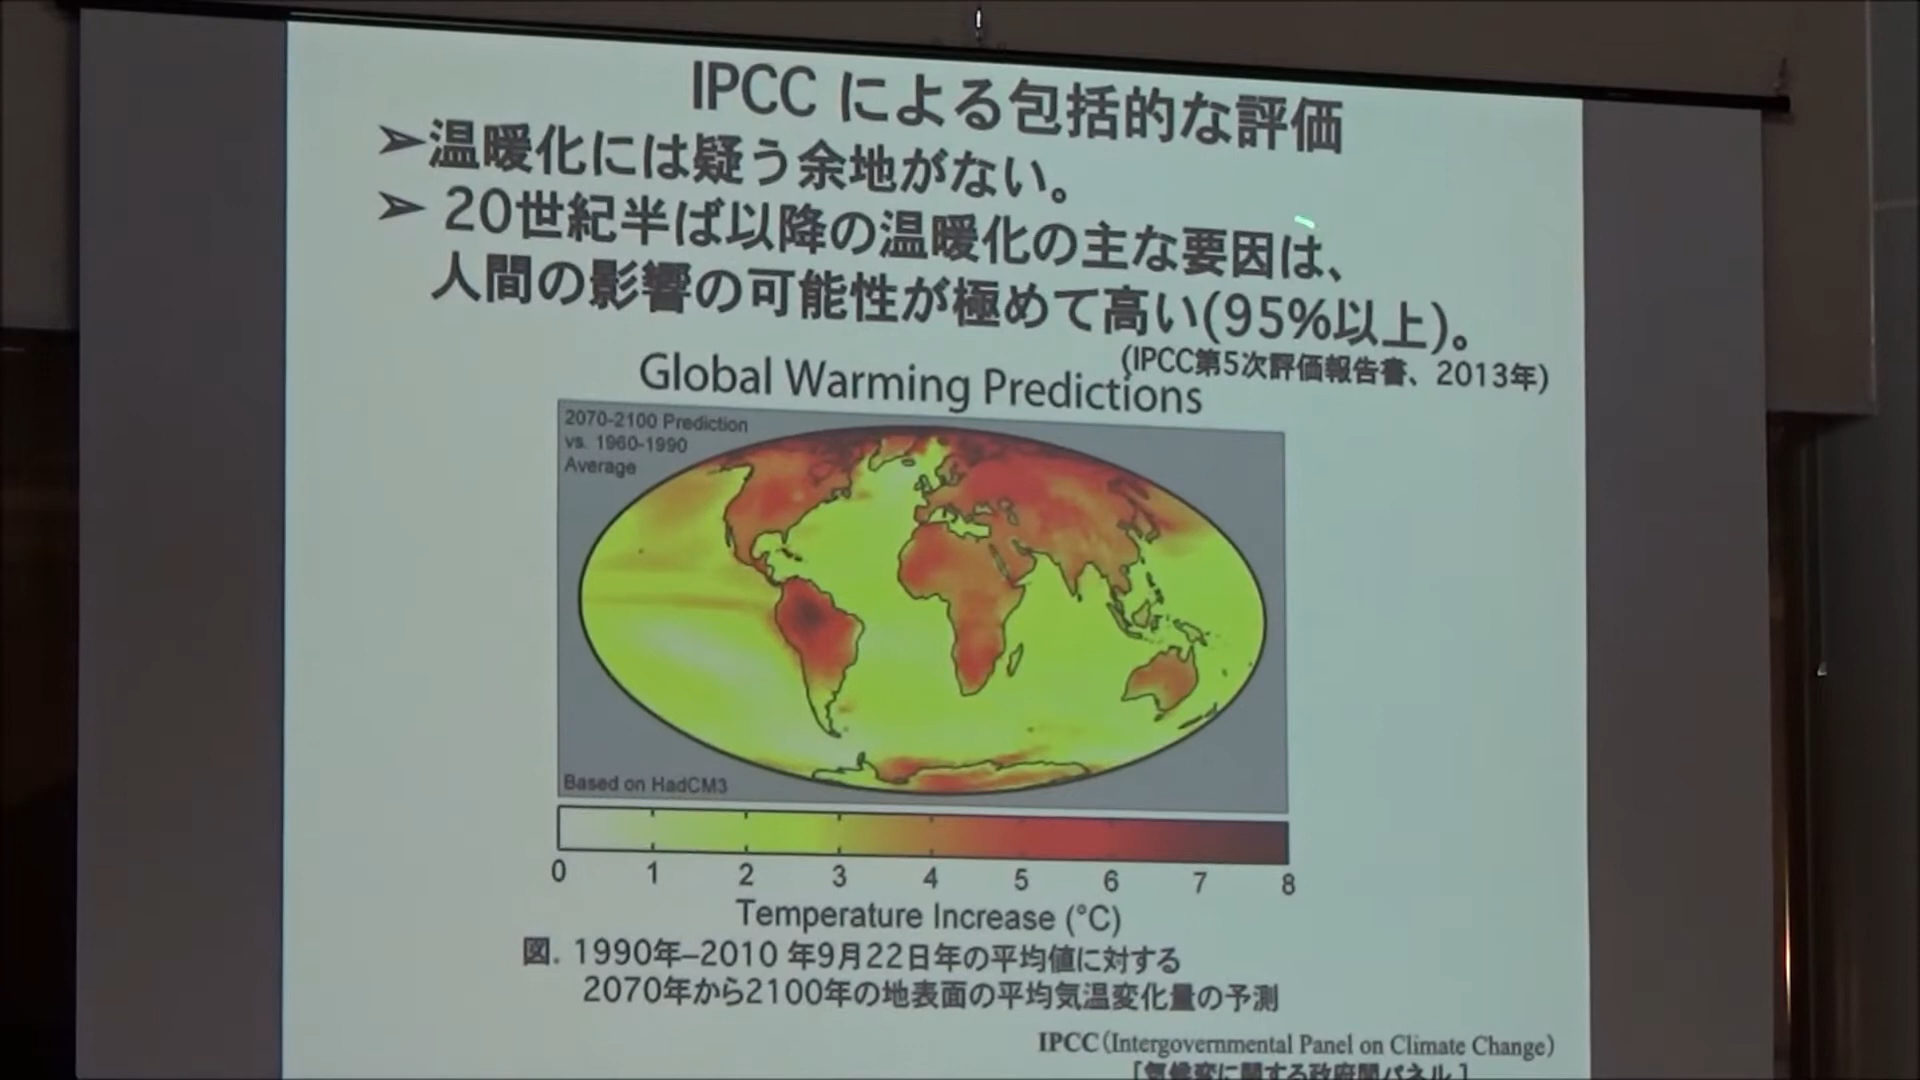 IPCC による包括的な評価
➢温暖化には疑う余地がない。
➢ 20世紀半ば以降の温暖化の主な要因は、
人間の影響の可能性が極めて高い(95%以上)。
(IPCC第5次評価報告書、2013年)
Global Warming Predictions
2070-2100 Prediction
vs. 1960-1990
Average
Based on HadCM3
0 1 2 3 4 5 6 7 8
Temperature Increase (°C)
図. 1990年–2010 年9月22日年の平均値に対する
2070年から2100年の地表面の平均気温変化量の予測
IPCC(Intergovernmental Panel on Climate Change)
[気候変に関する政府間パネル]